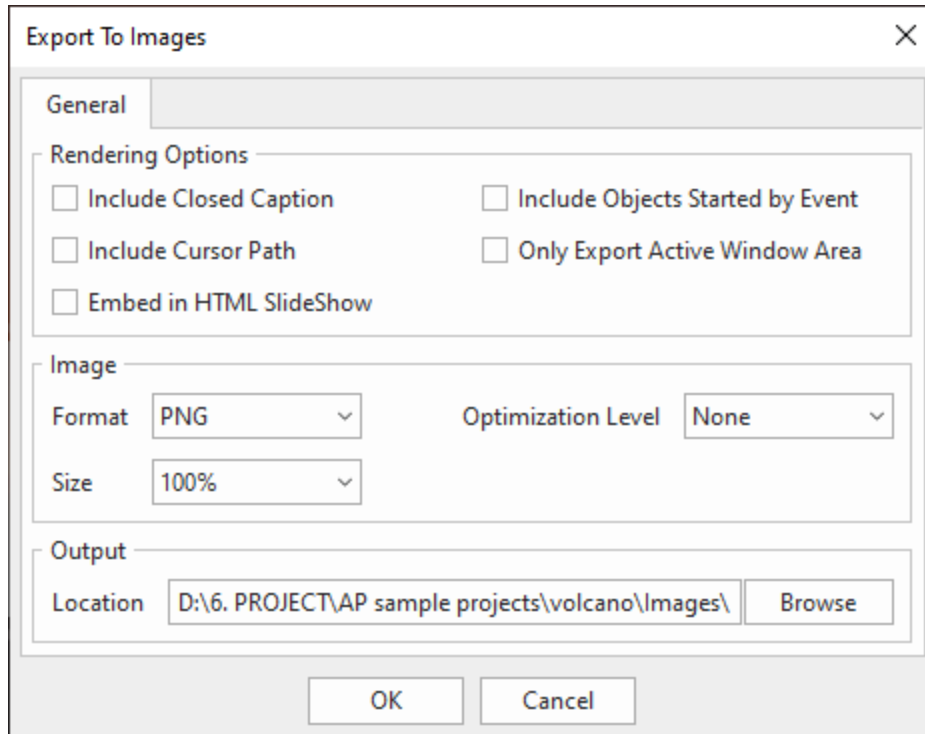 Export To Images
General
Rendering Options
Include Closed Caption
Include Objects Started by Event
Include Cursor Path
Only Export Active Window Area
Embed in HTML SlideShow
Image
Format PNG
Optimization Level None
Size 100%
Output
Location D:\6. PROJECT\AP sample projects\volcano\Images\ Browse
OK Cancel